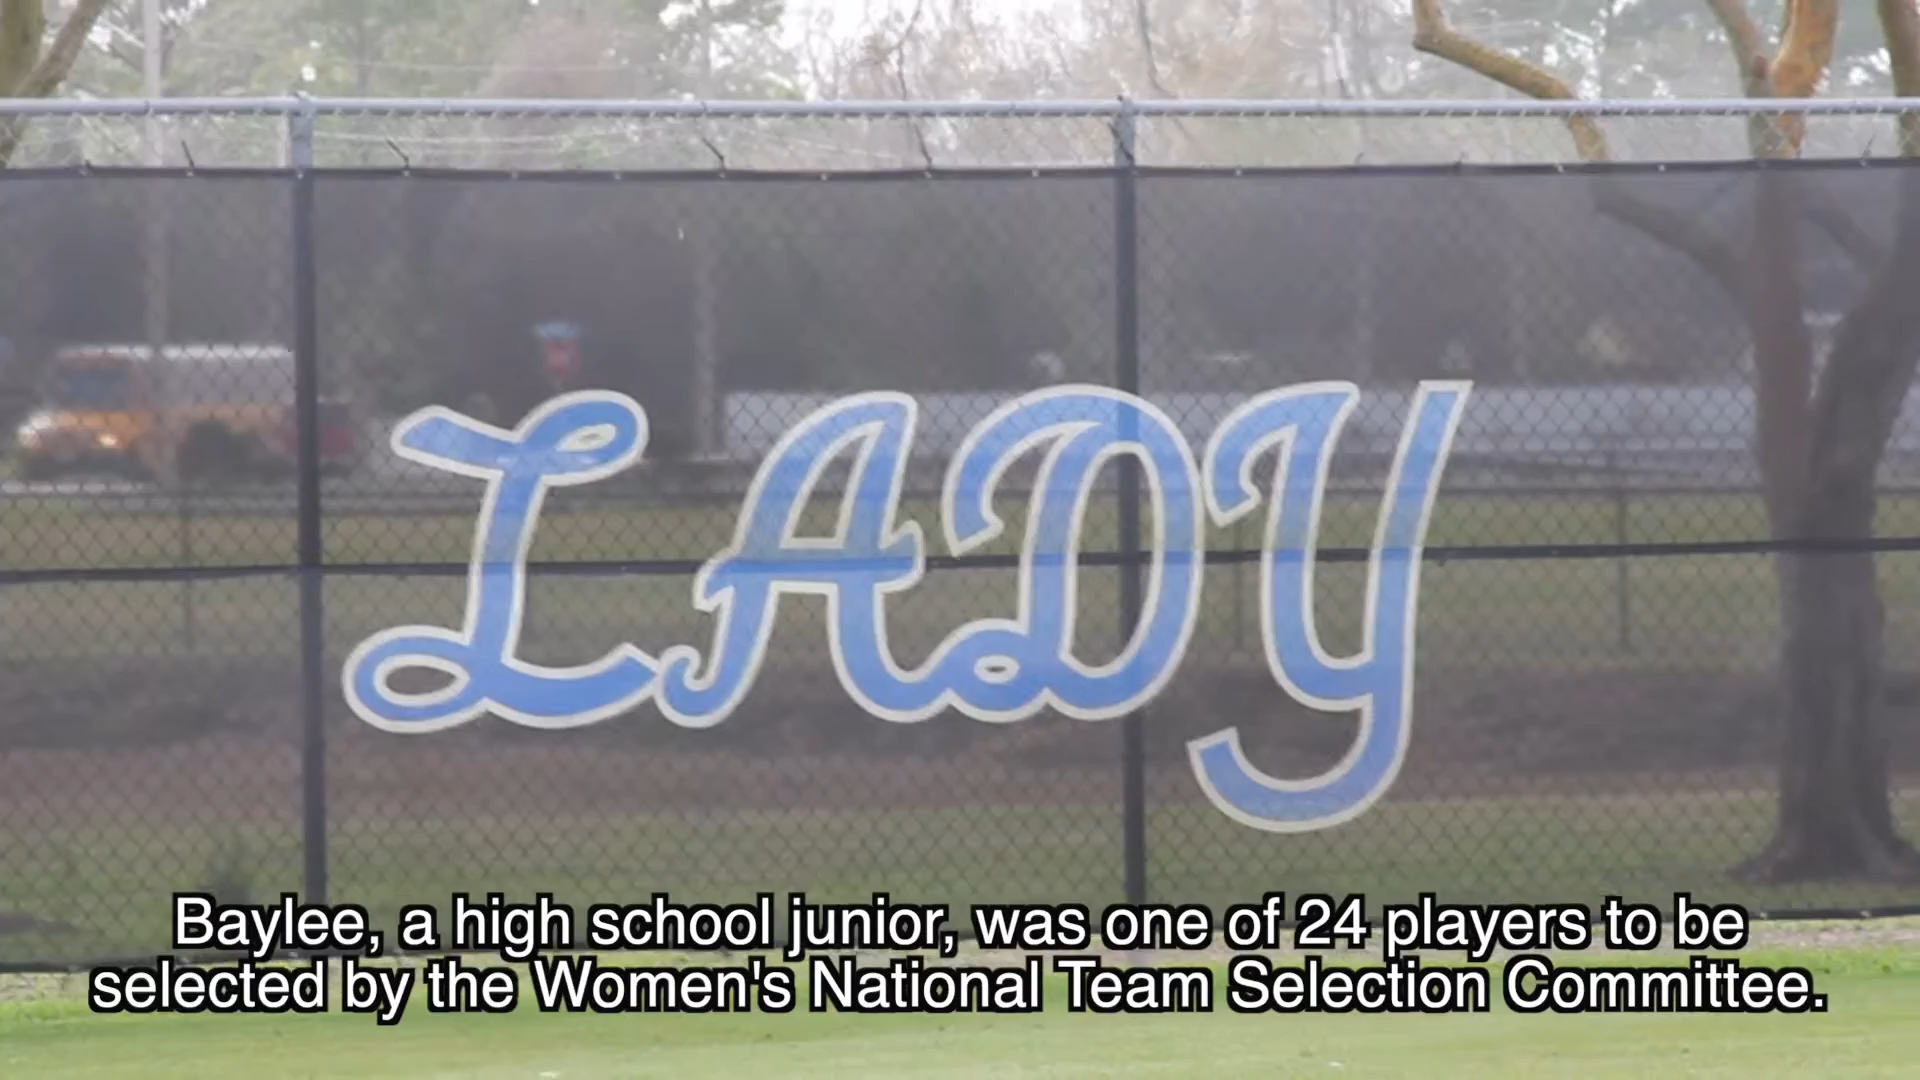 LADY
Baylee, a high school junior, was one of 24 players to be
selected by the Women's National Team Selection Committee.